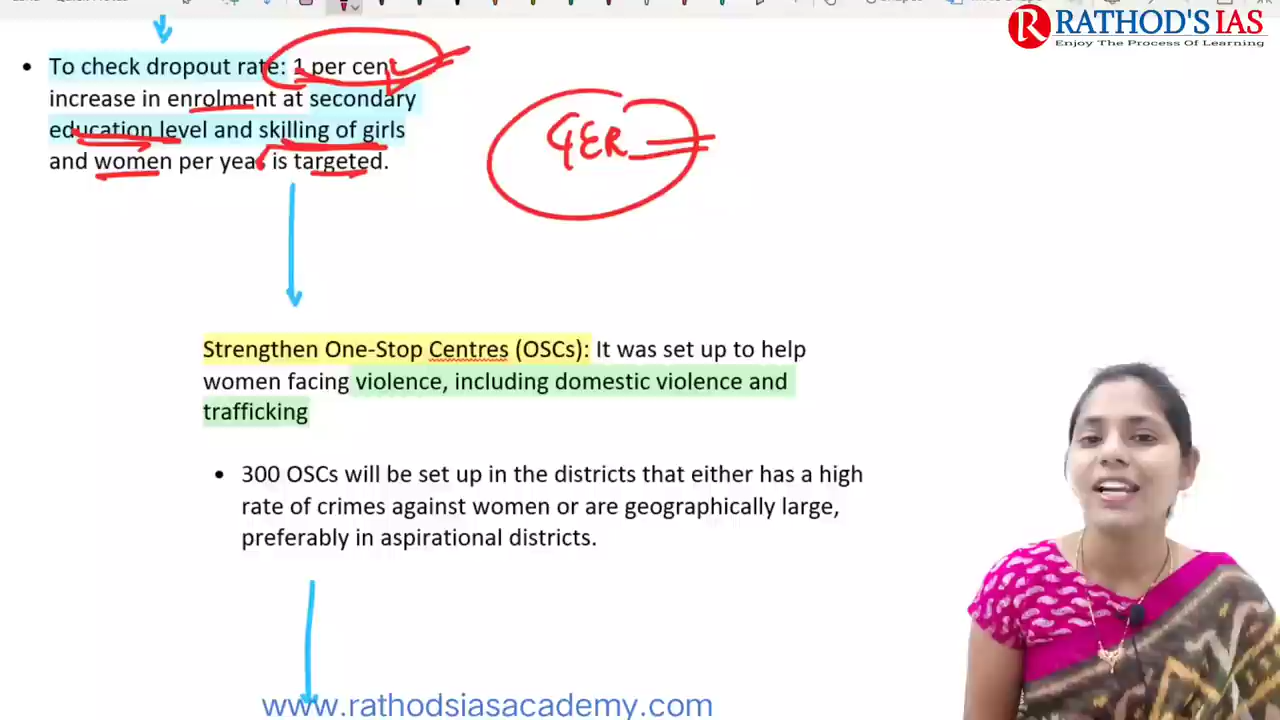 RATHOD'S IAS
Enjoy The Process Of Learning
• To check dropout rate: 1 per cent
increase in enrolment at secondary
education level and skilling of girls
and women per year is targeted.
GER
Strengthen One-Stop Centres (OSCs): It was set up to help
women facing violence, including domestic violence and
trafficking
• 300 OSCs will be set up in the districts that either has a high
rate of crimes against women or are geographically large,
preferably in aspirational districts.
www.rathodsiasacademy.com